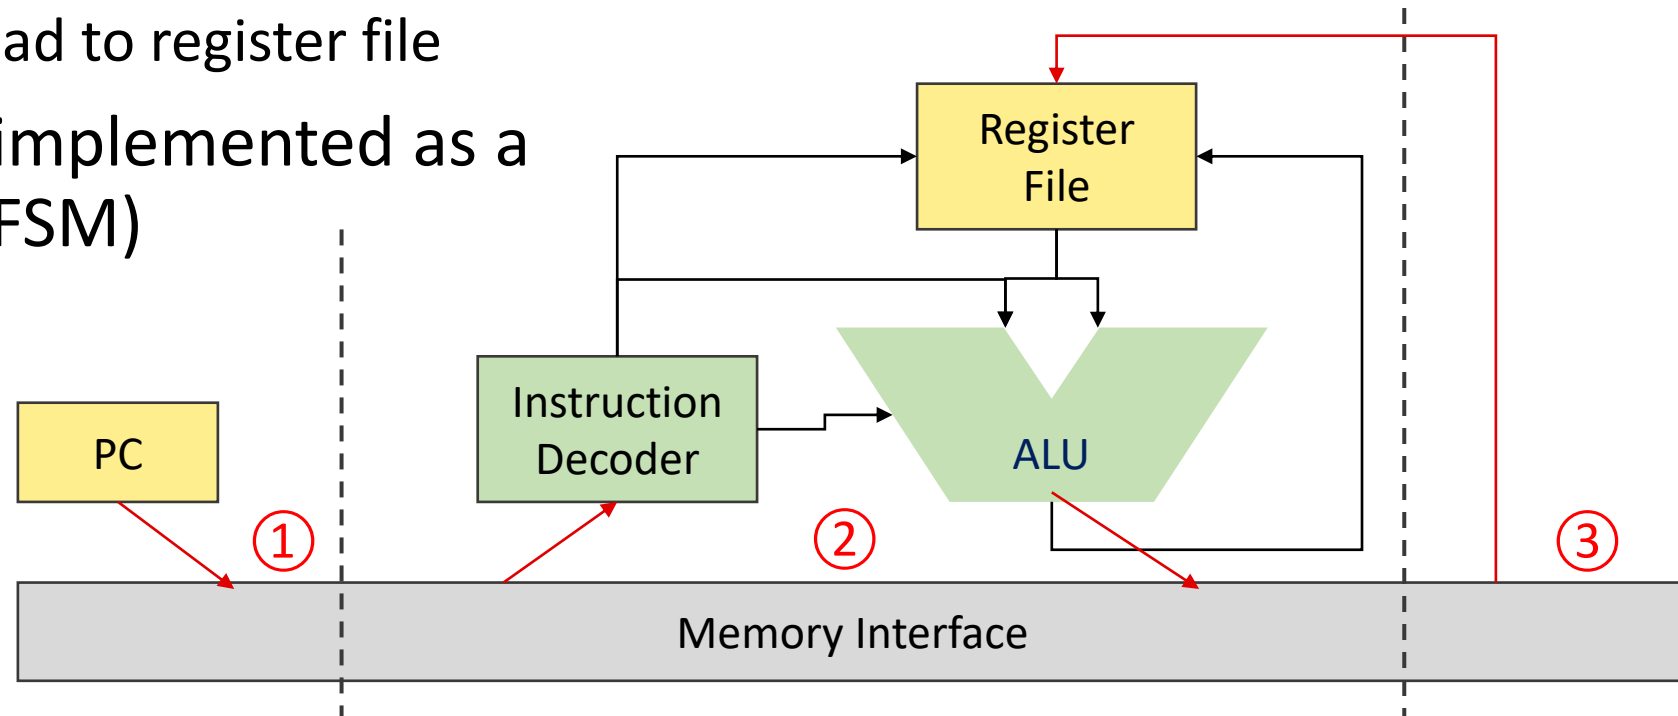 ad to register file
implemented as a
FSM)
Register
File
Instruction
Decoder
ALU
PC
1
2
3
Memory Interface